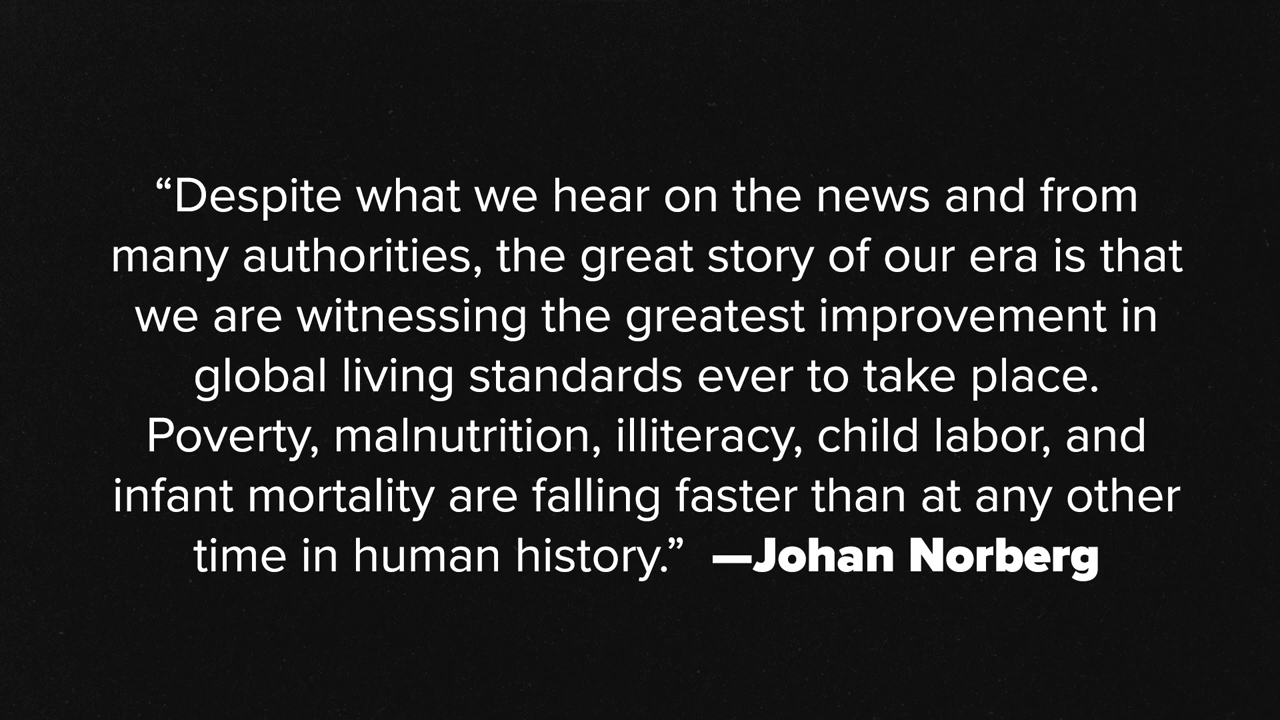 “Despite what we hear on the news and from
many authorities, the great story of our era is that
we are witnessing the greatest improvement in
global living standards ever to take place.
Poverty, malnutrition, illiteracy, child labor, and
infant mortality are falling faster than at any other
time in human history.” —Johan Norberg